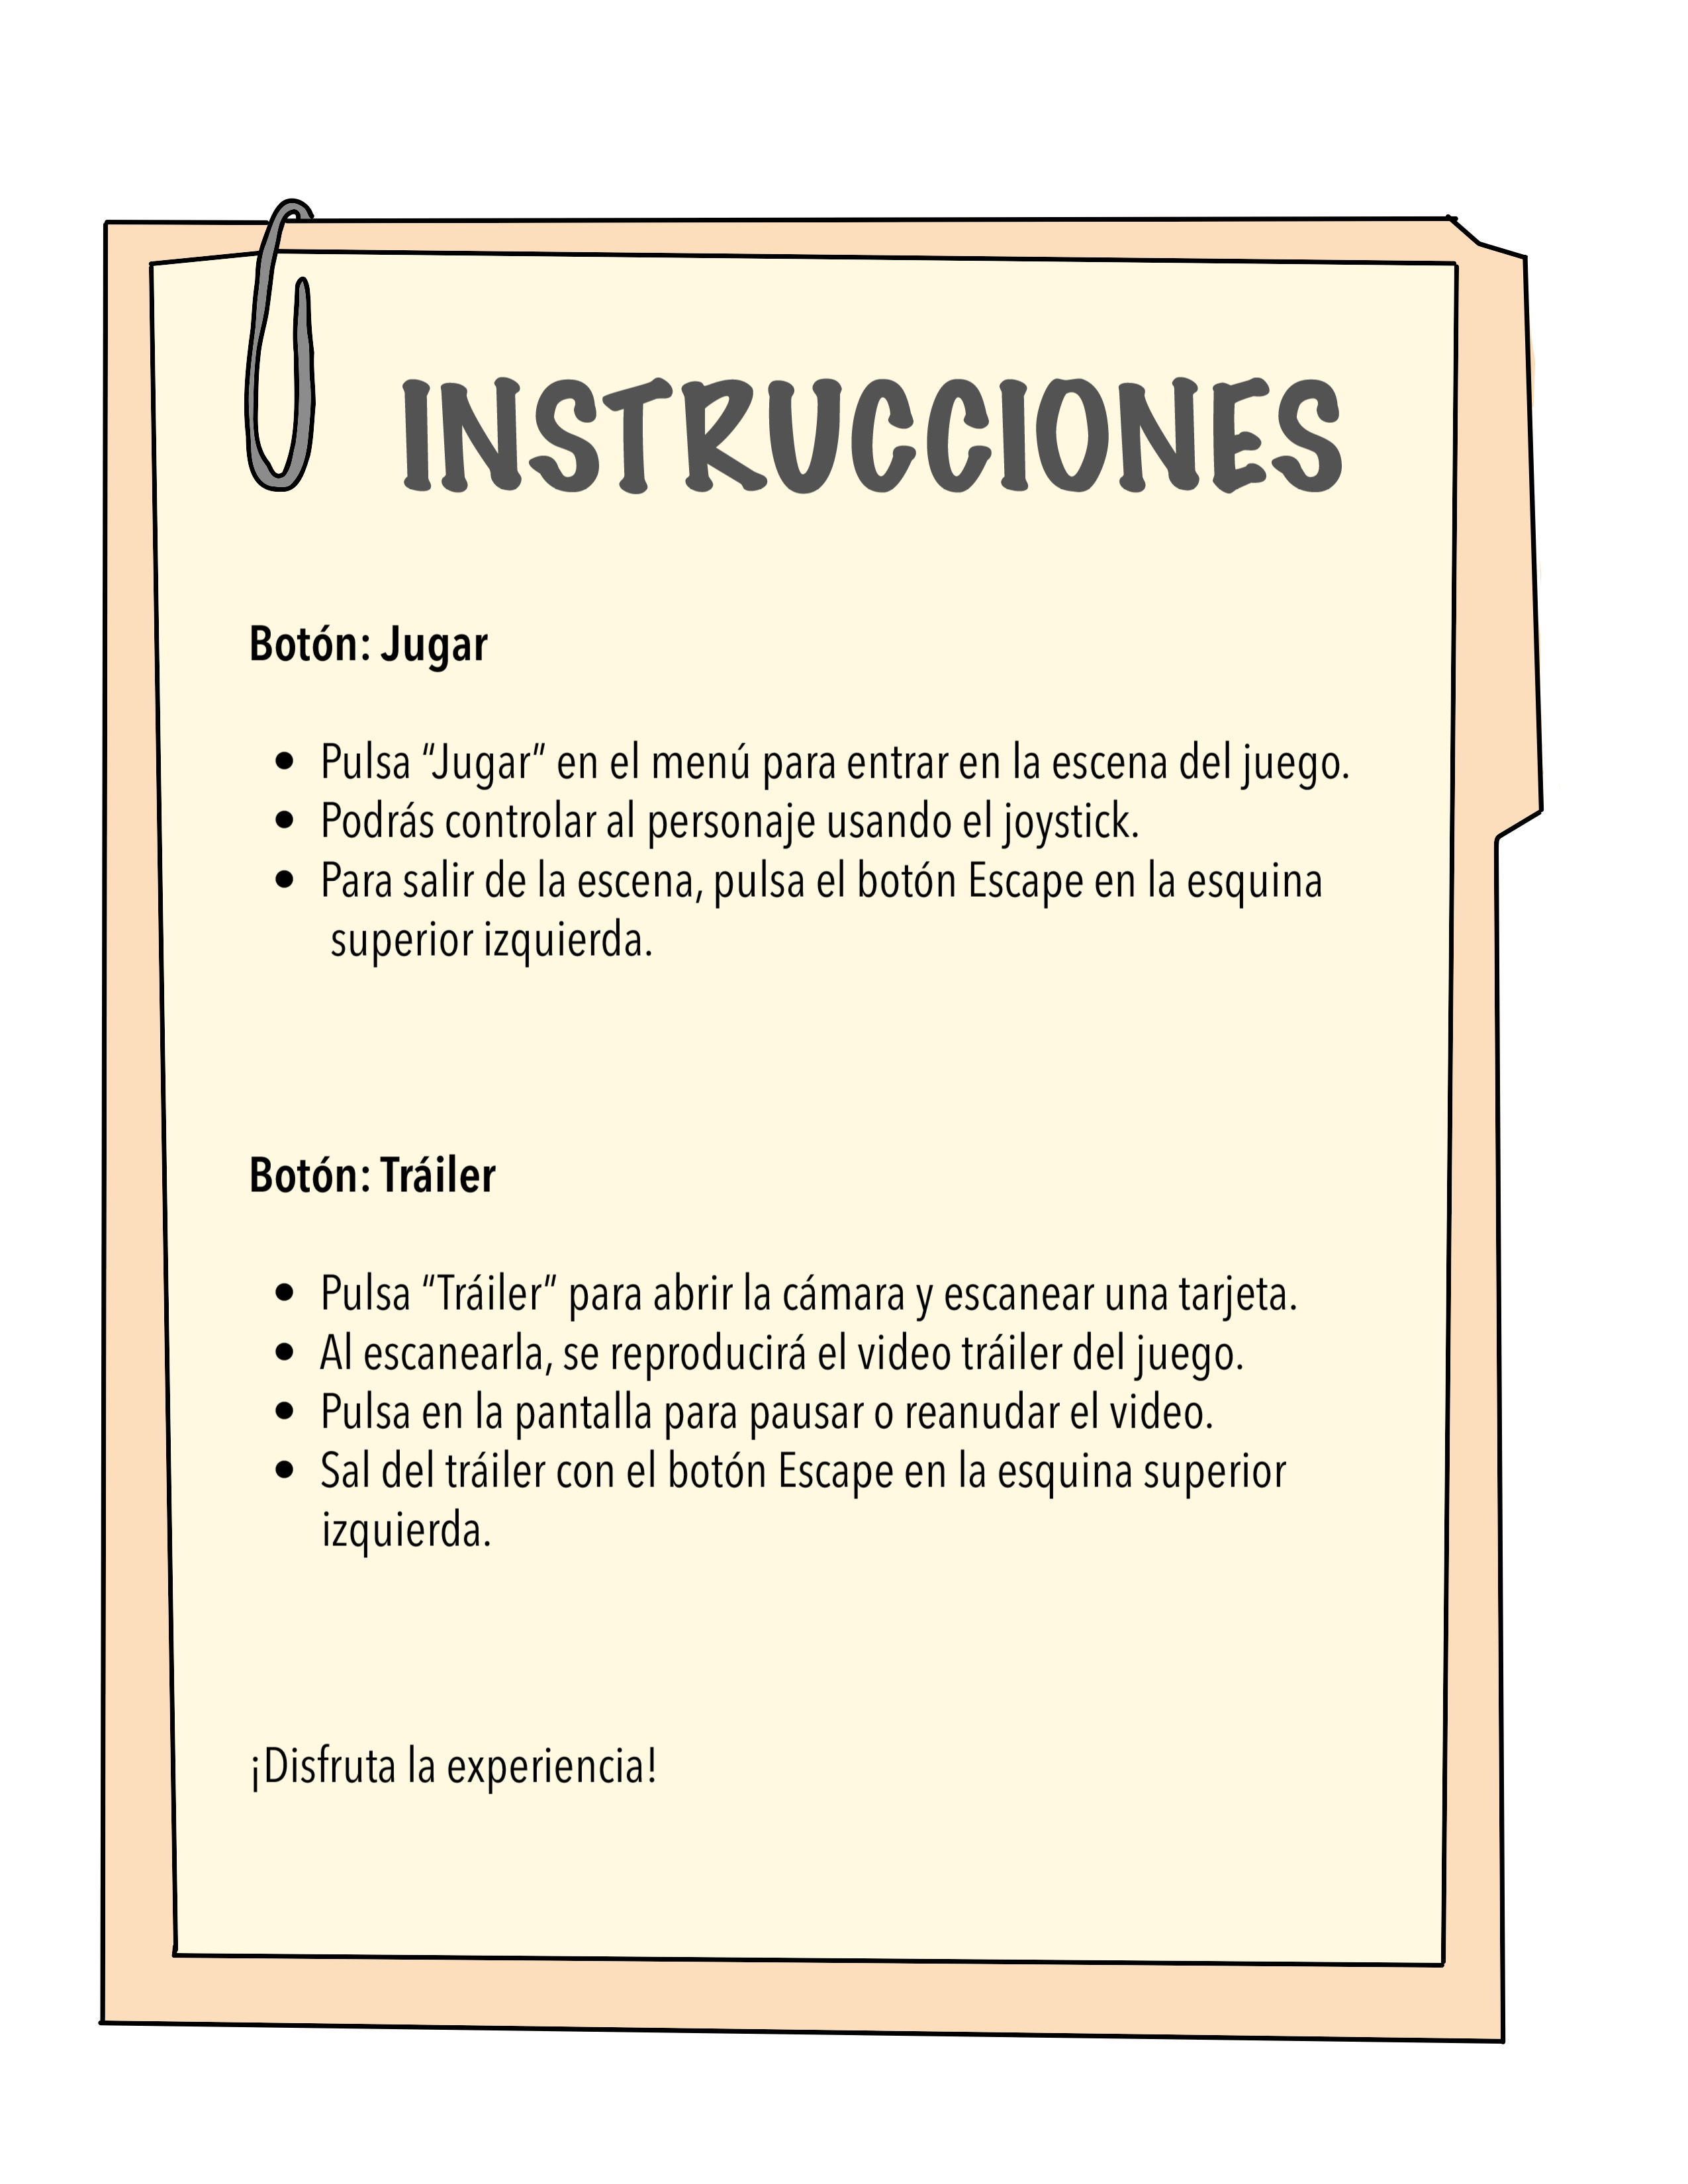 INSTRUCCIONES
Botón: Jugar
● Pulsa “Jugar” en el menú para entrar en la escena del juego.
● Podrás controlar al personaje usando el joystick.
● Para salir de la escena, pulsa el botón Escape en la esquina
superior izquierda.
Botón: Tráiler
● Pulsa “Tráiler” para abrir la cámara y escanear una tarjeta.
● Al escanearla, se reproducirá el video tráiler del juego.
● Pulsa en la pantalla para pausar o reanudar el video.
● Sal del tráiler con el botón Escape en la esquina superior
izquierda.
¡Disfruta la experiencia!